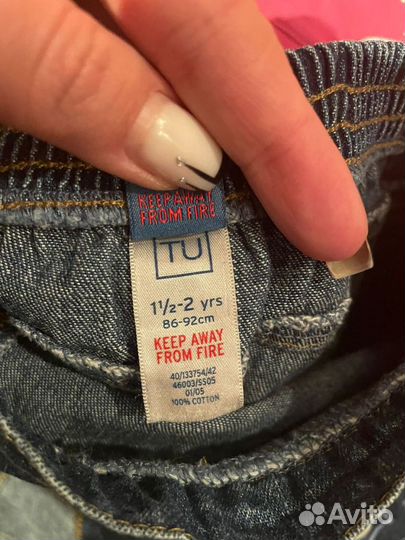 KEEP AWAY
FROM FIRE
TU
1½-2 yrs
86-92cm
KEEP AWAY
FROM FIRE
40/133754/42
46003/SS05
01/05
100% COTTON
Avito